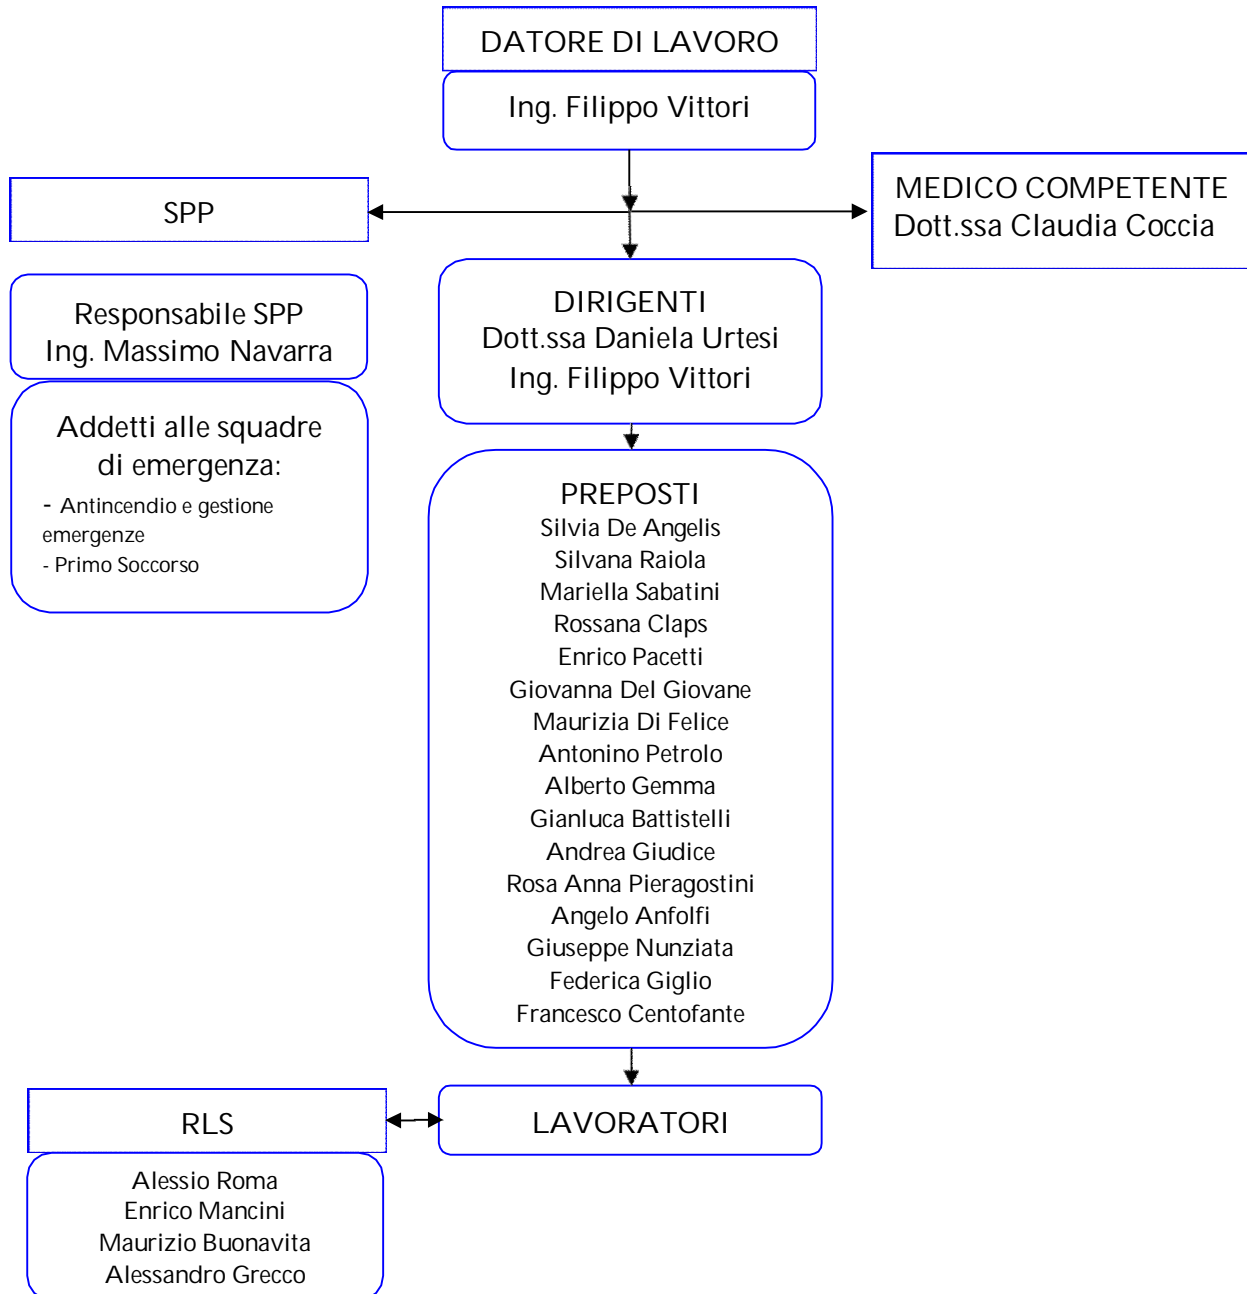 DATORE DI LAVORO
Ing. Filippo Vittori
SPP
MEDICO COMPETENTE
Dott.ssa Claudia Coccia
Responsabile SPP
Ing. Massimo Navarra
DIRIGENTI
Dott.ssa Daniela Urtesi
Ing. Filippo Vittori
Addetti alle squadre
di emergenza:
- Antincendio e gestione
emergenze
- Primo Soccorso
PREPOSTI
Silvia De Angelis
Silvana Raiola
Mariella Sabatini
Rossana Claps
Enrico Pacetti
Giovanna Del Giovane
Maurizia Di Felice
Antonino Petrolo
Alberto Gemma
Gianluca Battistelli
Andrea Giudice
Rosa Anna Pieragostini
Angelo Anfolfi
Giuseppe Nunziata
Federica Giglio
Francesco Centofante
RLS
LAVORATORI
Alessio Roma
Enrico Mancini
Maurizio Buonavita
Alessandro Grecco